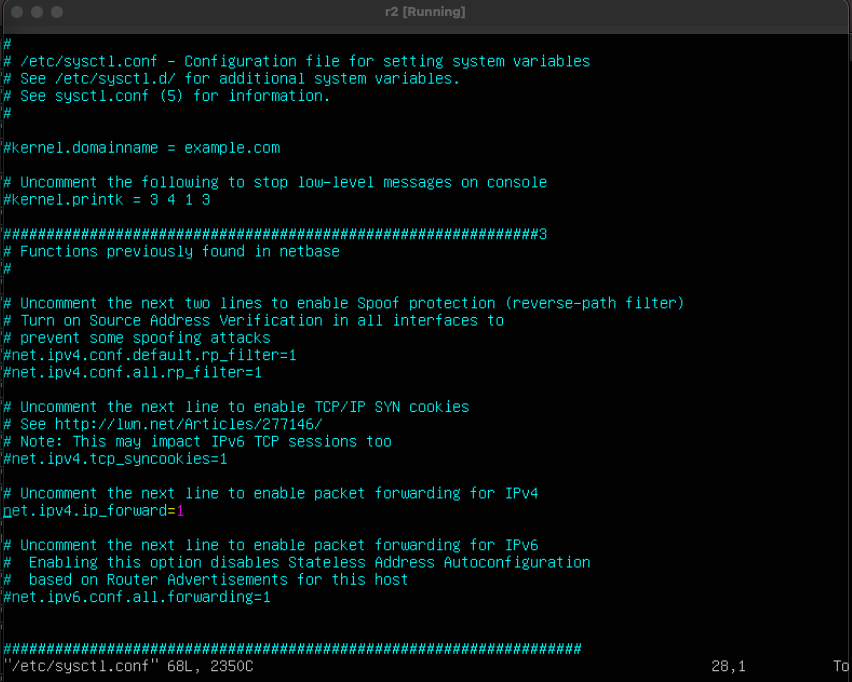 r2 [Running]
#
# /etc/sysctl.conf - Configuration file for setting system variables
# See /etc/sysctl.d/ for additional system variables.
# See sysctl.conf (5) for information.
#
#kernel.domainname = example.com
# Uncomment the following to stop low-level messages on console
#kernel.printk = 3 4 1 3
##############################################################3
# Functions previously found in netbase
#
# Uncomment the next two lines to enable Spoof protection (reverse-path filter)
# Turn on Source Address Verification in all interfaces to
# prevent some spoofing attacks
#net.ipv4.conf.default.rp_filter=1
#net.ipv4.conf.all.rp_filter=1
# Uncomment the next line to enable TCP/IP SYN cookies
# See http://lwn.net/Articles/277146/
# Note: This may impact IPv6 TCP sessions too
#net.ipv4.tcp_syncookies=1
# Uncomment the next line to enable packet forwarding for IPv4
net.ipv4.ip_forward=1
# Uncomment the next line to enable packet forwarding for IPv6
#  Enabling this option disables Stateless Address Autoconfiguration
#  based on Router Advertisements for this host
#net.ipv6.conf.all.forwarding=1
###################################################################
"/etc/sysctl.conf" 68L, 2350C 28,1 To